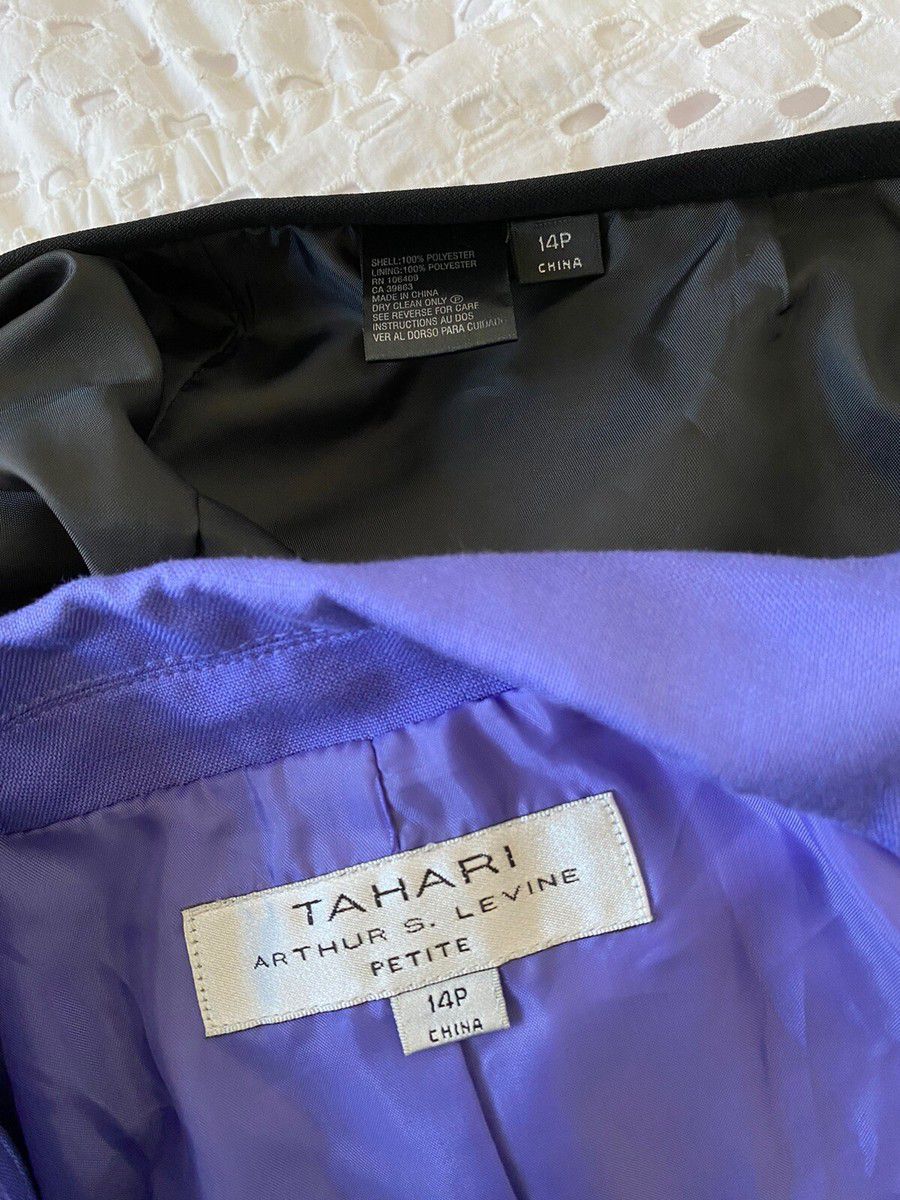 SHELL:100% POLYESTER
LINING:100% POLYESTER
RN 106409
CA 39863
MADE IN CHINA
DRY CLEAN ONLY Ⓟ
SEE REVERSE FOR CARE
INSTRUCTIONS AU DOS
VER AL DORSO PARA CUIDADO
14P
CHINA
TAHARI
ARTHUR S. LEVINE
PETITE
14P
CHINA